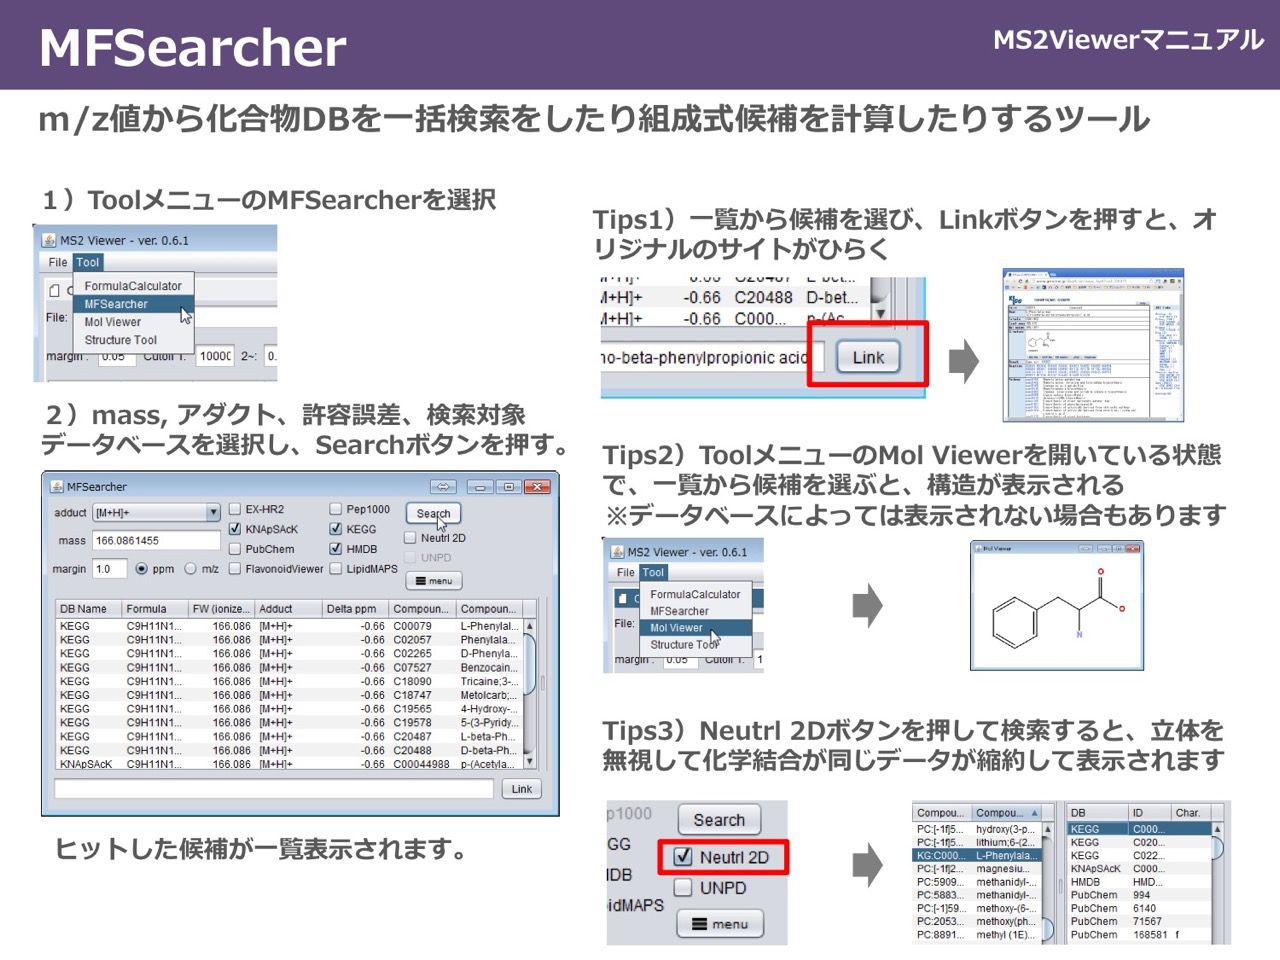 MFSearcher
MS2Viewerマニュアル
m/z値から化合物DBを一括検索をしたり組成式候補を計算したりするツール
１）ToolメニューのMFSearcherを選択
MS2 Viewer - ver. 0.6.1
File Tool
FormulaCalculator
MFSearcher
File:
Mol Viewer
Structure Tool
margin : 0.05 Cutoff 1: 1000 2~: 0.
２）mass, アダクト、許容誤差、検索対象
データベースを選択し、Searchボタンを押す。
MFSearcher
adduct [M+H]+ EX-HR2 Pep1000 Search
KNApSAcK KEGG Neutrl 2D
mass 166.0861455
PubChem HMDB UNPD
margin 1.0 ppm m/z FlavonoidViewer LipidMAPS menu
DB Name Formula FW (ionize... Adduct Delta ppm Compoun... Compoun...
KEGG C9H11N1... 166.086 [M+H]+ -0.66 C00079 L-Phenylal...
KEGG C9H11N1... 166.086 [M+H]+ -0.66 C02057 Phenylala...
KEGG C9H11N1... 166.086 [M+H]+ -0.66 C02265 D-Phenyla...
KEGG C9H11N1... 166.086 [M+H]+ -0.66 C07527 Benzocain...
KEGG C9H11N1... 166.086 [M+H]+ -0.66 C18090 Tricaine;3-...
KEGG C9H11N1... 166.086 [M+H]+ -0.66 C18747 Metolcarb;...
KEGG C9H11N1... 166.086 [M+H]+ -0.66 C19565 4-Hydroxy-...
KEGG C9H11N1... 166.086 [M+H]+ -0.66 C19578 5-(3-Pyridy...
KEGG C9H11N1... 166.086 [M+H]+ -0.66 C20487 L-beta-Ph...
KEGG C9H11N1... 166.086 [M+H]+ -0.66 C20488 D-beta-Ph...
KNApSAcK C9H11N1... 166.086 [M+H]+ -0.66 C00044988 p-(Acetyla...
Link
ヒットした候補が一覧表示されます。
Tips1）一覧から候補を選び、Linkボタンを押すと、オ
リジナルのサイトがひらく
[M+H]+ -0.66 C20488 D-bet...
[M+H]+ -0.66 C000... p-(Ac...
no-beta-phenylpropionic acid Link
Tips2）ToolメニューのMol Viewerを開いている状態
で、一覧から候補を選ぶと、構造が表示される
※データベースによっては表示されない場合もあります
MS2 Viewer - ver. 0.6.1
File Tool
FormulaCalculator
MFSearcher
File:
Mol Viewer
Structure Tool
margin : 0.05 Cutoff 1: 1
Mol Viewer
O
O
N
Tips3）Neutrl 2Dボタンを押して検索すると、立体を
無視して化学結合が同じデータが縮約して表示されます
p1000 Search
GG Neutrl 2D
DB UNPD
idMAPS menu
Compou... Compou...
PC:[-1f]5... hydroxy(3-p...
PC:[-1f]5... lithium;6-(2...
KG:C000... L-Phenylala...
PC:[-1f]2... magnesiu...
PC:5909... methanidyl-...
PC:5883... methanidyl-...
PC:[-1]59... methoxy-(6-...
PC:2053... methoxy(ph...
PC:8891... methyl (1E)...
DB ID Char.
KEGG C000...
KEGG C020...
KEGG C022...
KNApSAcK C000...
HMDB HMD...
PubChem 994
PubChem 6140
PubChem 71567
PubChem 168581 f